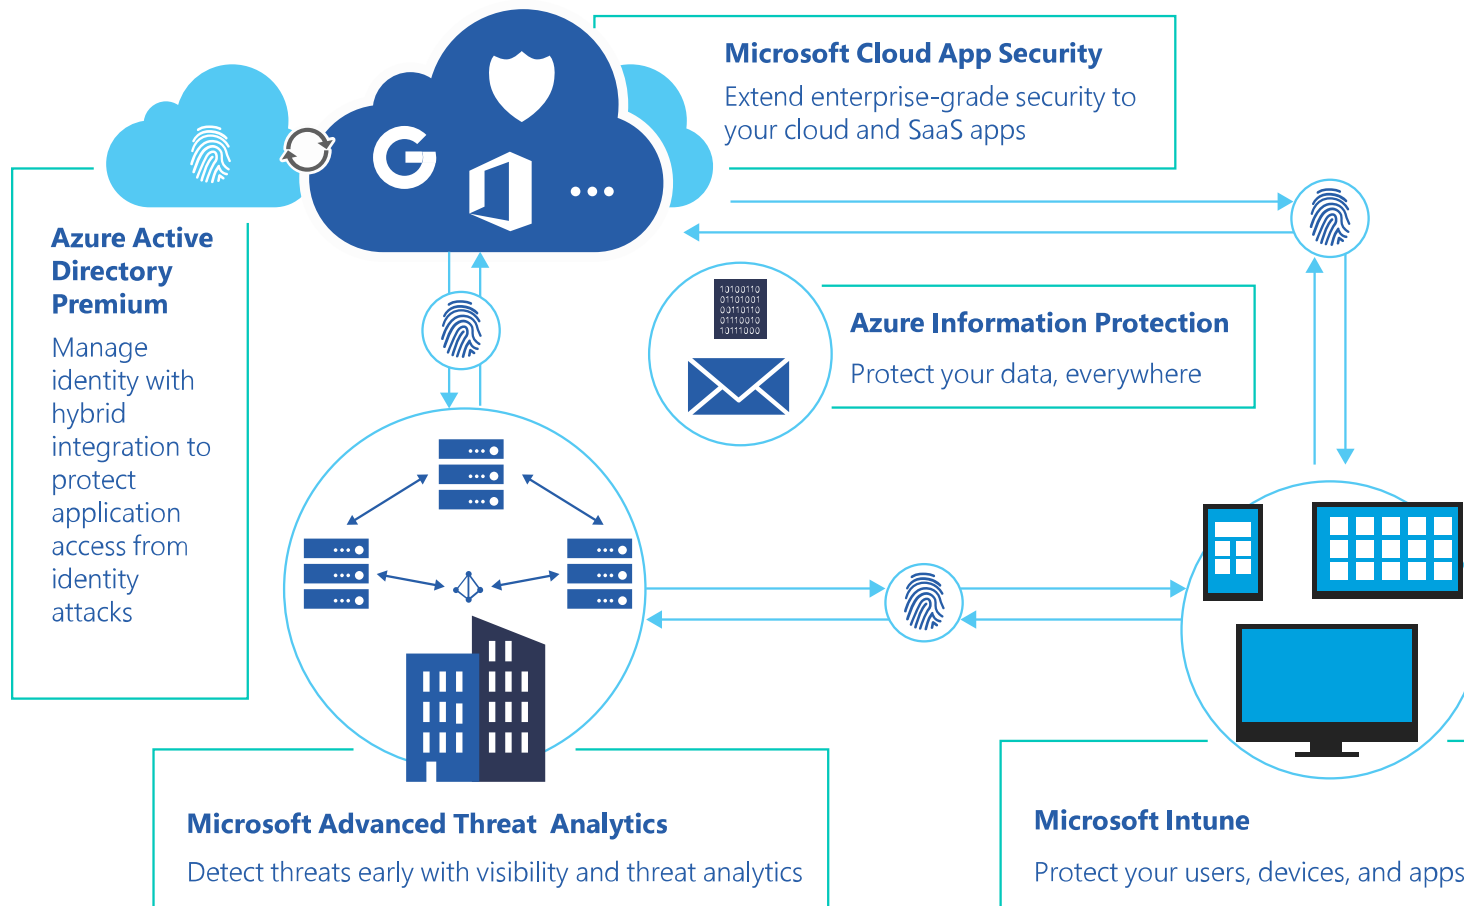 Microsoft Cloud App Security
Extend enterprise-grade security to
your cloud and SaaS apps
Azure Active
Directory
Premium
Manage
identity with
hybrid
integration to
protect
application
access from
identity
attacks
G
10100110
01101001
00110110
01110010
10111000
Azure Information Protection
Protect your data, everywhere
Microsoft Advanced Threat Analytics
Detect threats early with visibility and threat analytics
Microsoft Intune
Protect your users, devices, and apps